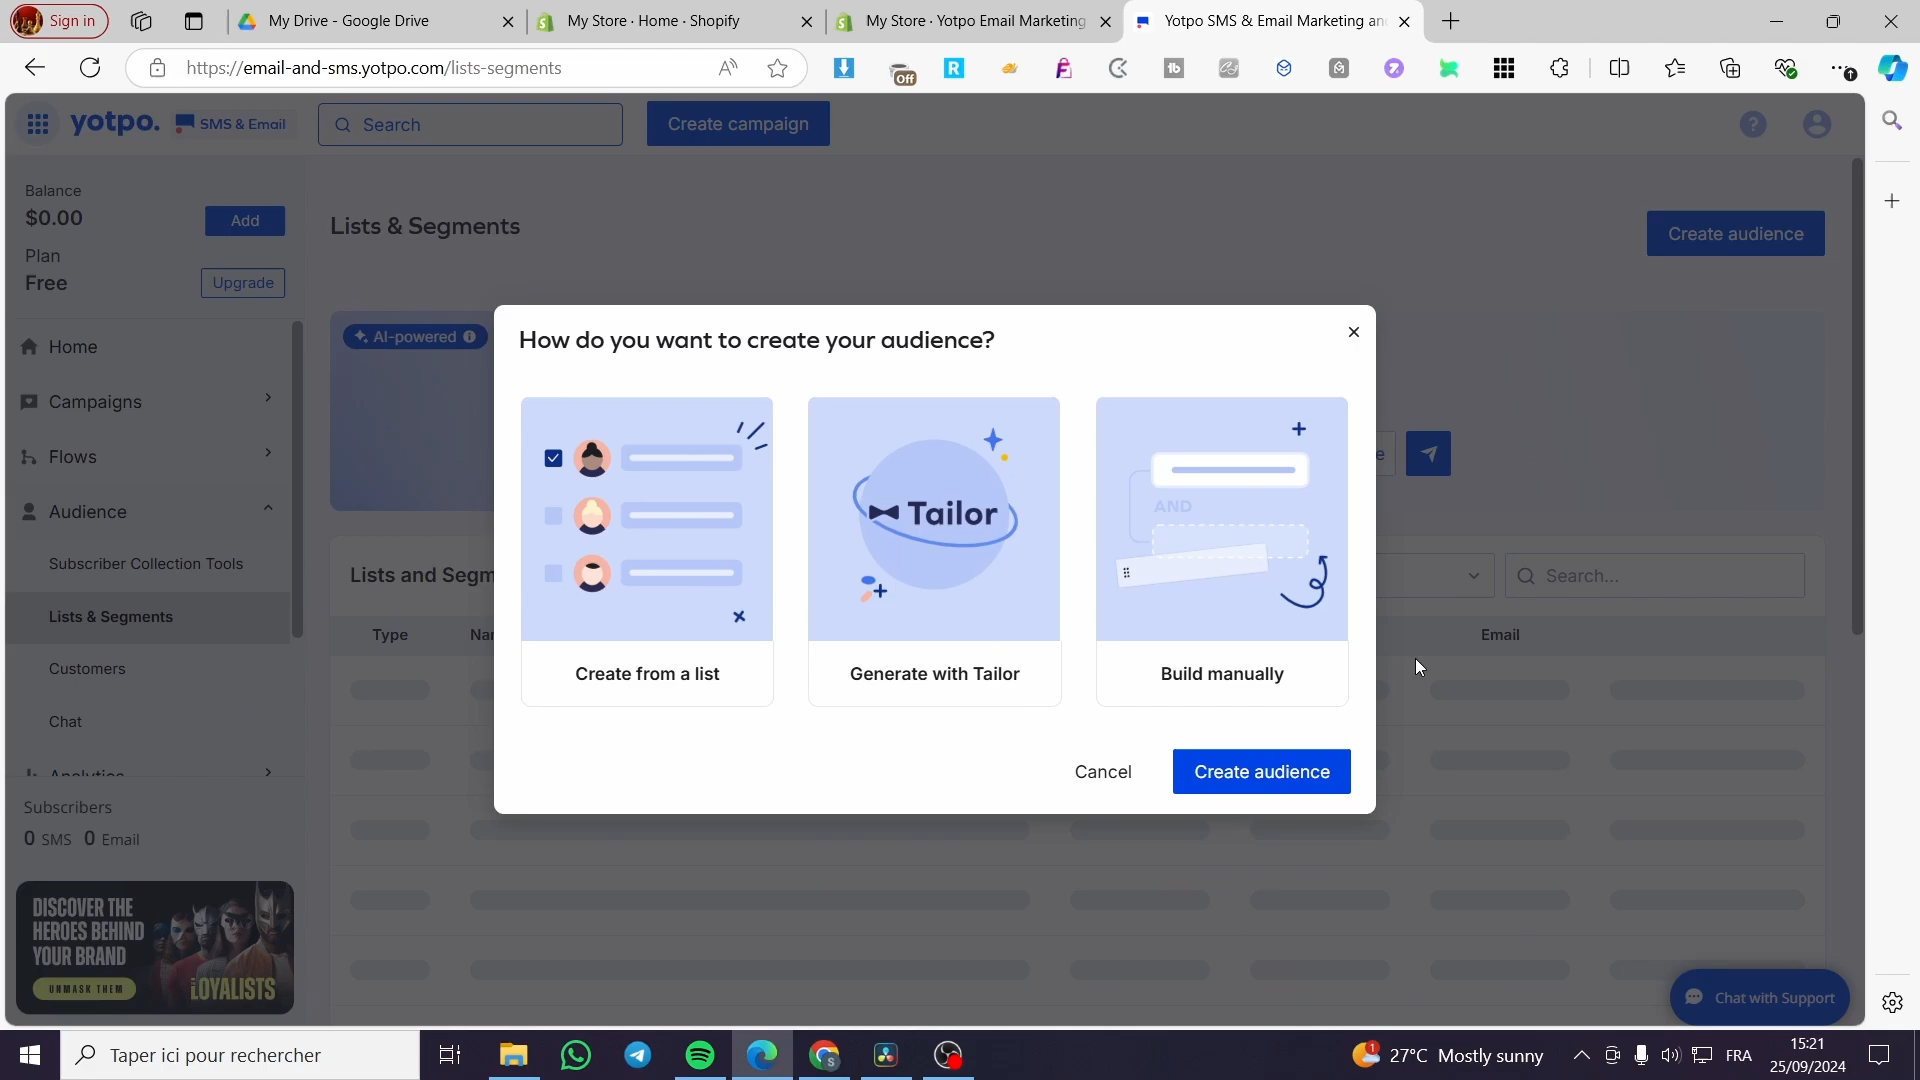 Sign in
My Drive - Google Drive
My Store · Home · Shopify
My Store · Yotpo Email Marketing
Yotpo SMS & Email Marketing an
https://email-and-sms.yotpo.com/lists-segments
Off
yotpo.
SMS & Email
Search
Create campaign
Balance
$0.00
Add
Plan
Free
Upgrade
Lists & Segments
Create audience
AI-powered
Home
Campaigns
Flows
Audience
Subscriber Collection Tools
Lists & Segments
Customers
Chat
Analytics
Subscribers
0 SMS 0 Email
DISCOVER THE
HEROES BEHIND
YOUR BRAND
UNMASK THEM
LOYALISTS
How do you want to create your audience?
Tailor
AND
Create from a list
Generate with Tailor
Build manually
Cancel
Create audience
Lists and Segm
Search...
Type
Email
Chat with Support
Taper ici pour rechercher
27°C Mostly sunny
FRA
15:21
25/09/2024